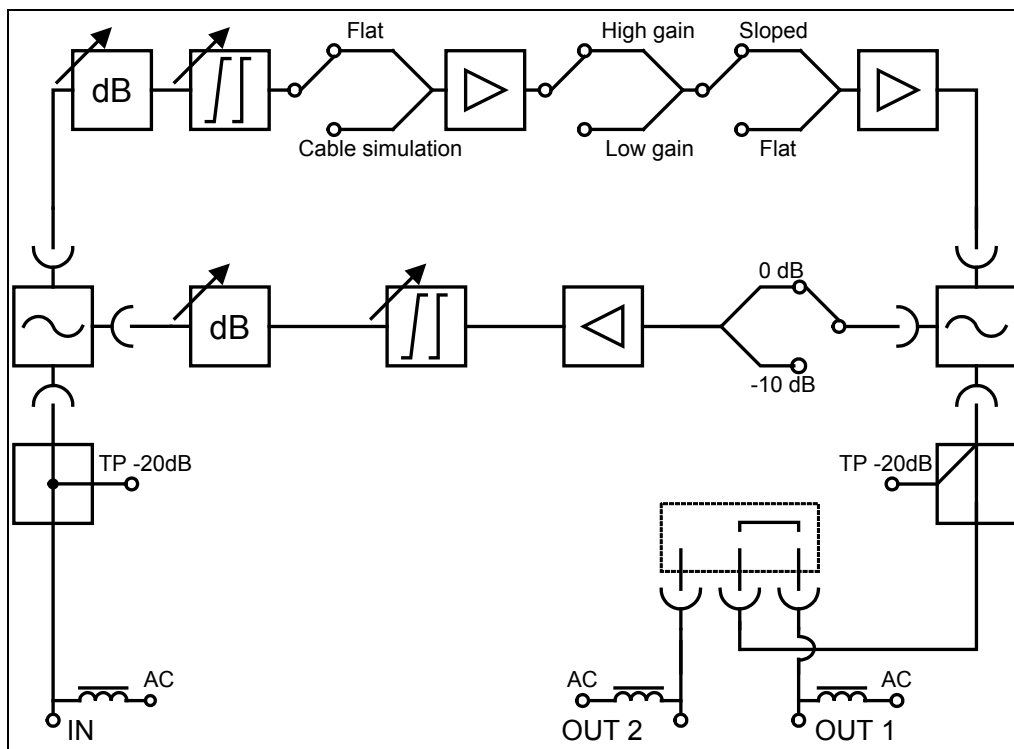 Flat
High gain
Sloped
dB
Cable simulation
Low gain
Flat
0 dB
dB
-10 dB
TP -20dB
TP -20dB
AC
AC
AC
IN
OUT 2
OUT 1